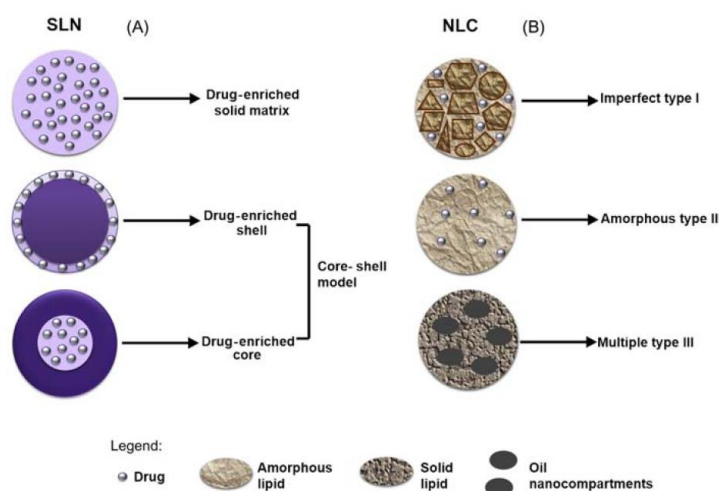 SLN (A)
Drug-enriched
solid matrix
Drug-enriched
shell
Core- shell
model
Drug-enriched
core
NLC (B)
Imperfect type I
Amorphous type II
Multiple type III
Legend:
Drug
Amorphous
lipid
Solid
lipid
Oil
nanocompartments